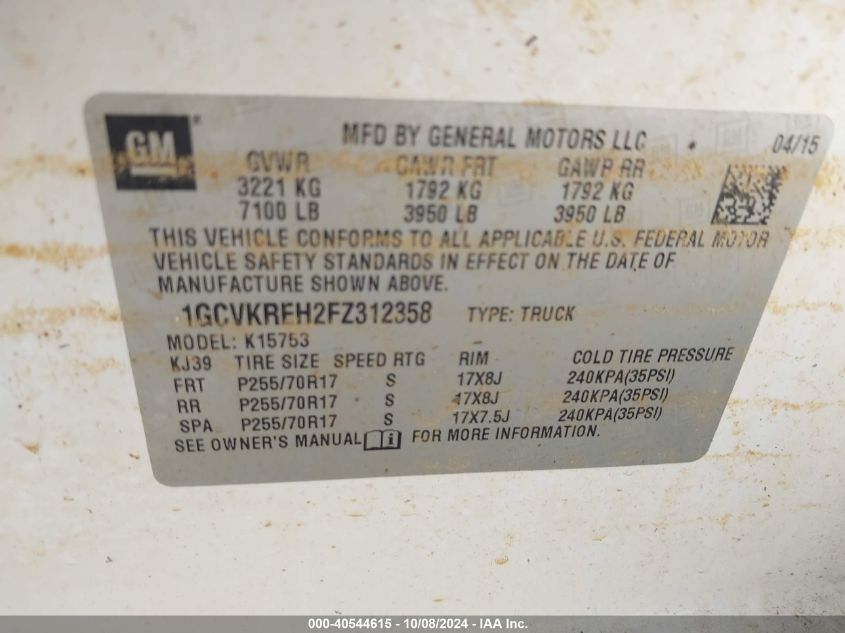 GM ®
MFD BY GENERAL MOTORS LLC
04/15
GVWR GAWR FRT GAWR RR
3221 KG 1792 KG 1792 KG
7100 LB 3950 LB 3950 LB
THIS VEHICLE CONFORMS TO ALL APPLICABLE U.S. FEDERAL MOTOR
VEHICLE SAFETY STANDARDS IN EFFECT ON THE DATE OF
MANUFACTURE SHOWN ABOVE.
1GCVKREH2FZ312358 TYPE: TRUCK
MODEL: K15753
KJ39 TIRE SIZE SPEED RTG RIM COLD TIRE PRESSURE
FRT P255/70R17 S 17X8J 240KPA(35PSI)
RR P255/70R17 S 17X8J 240KPA(35PSI)
SPA P255/70R17 S 17X7.5J 240KPA(35PSI)
SEE OWNER'S MANUAL i FOR MORE INFORMATION.
000-40544615 - 10/08/2024 - IAA Inc.